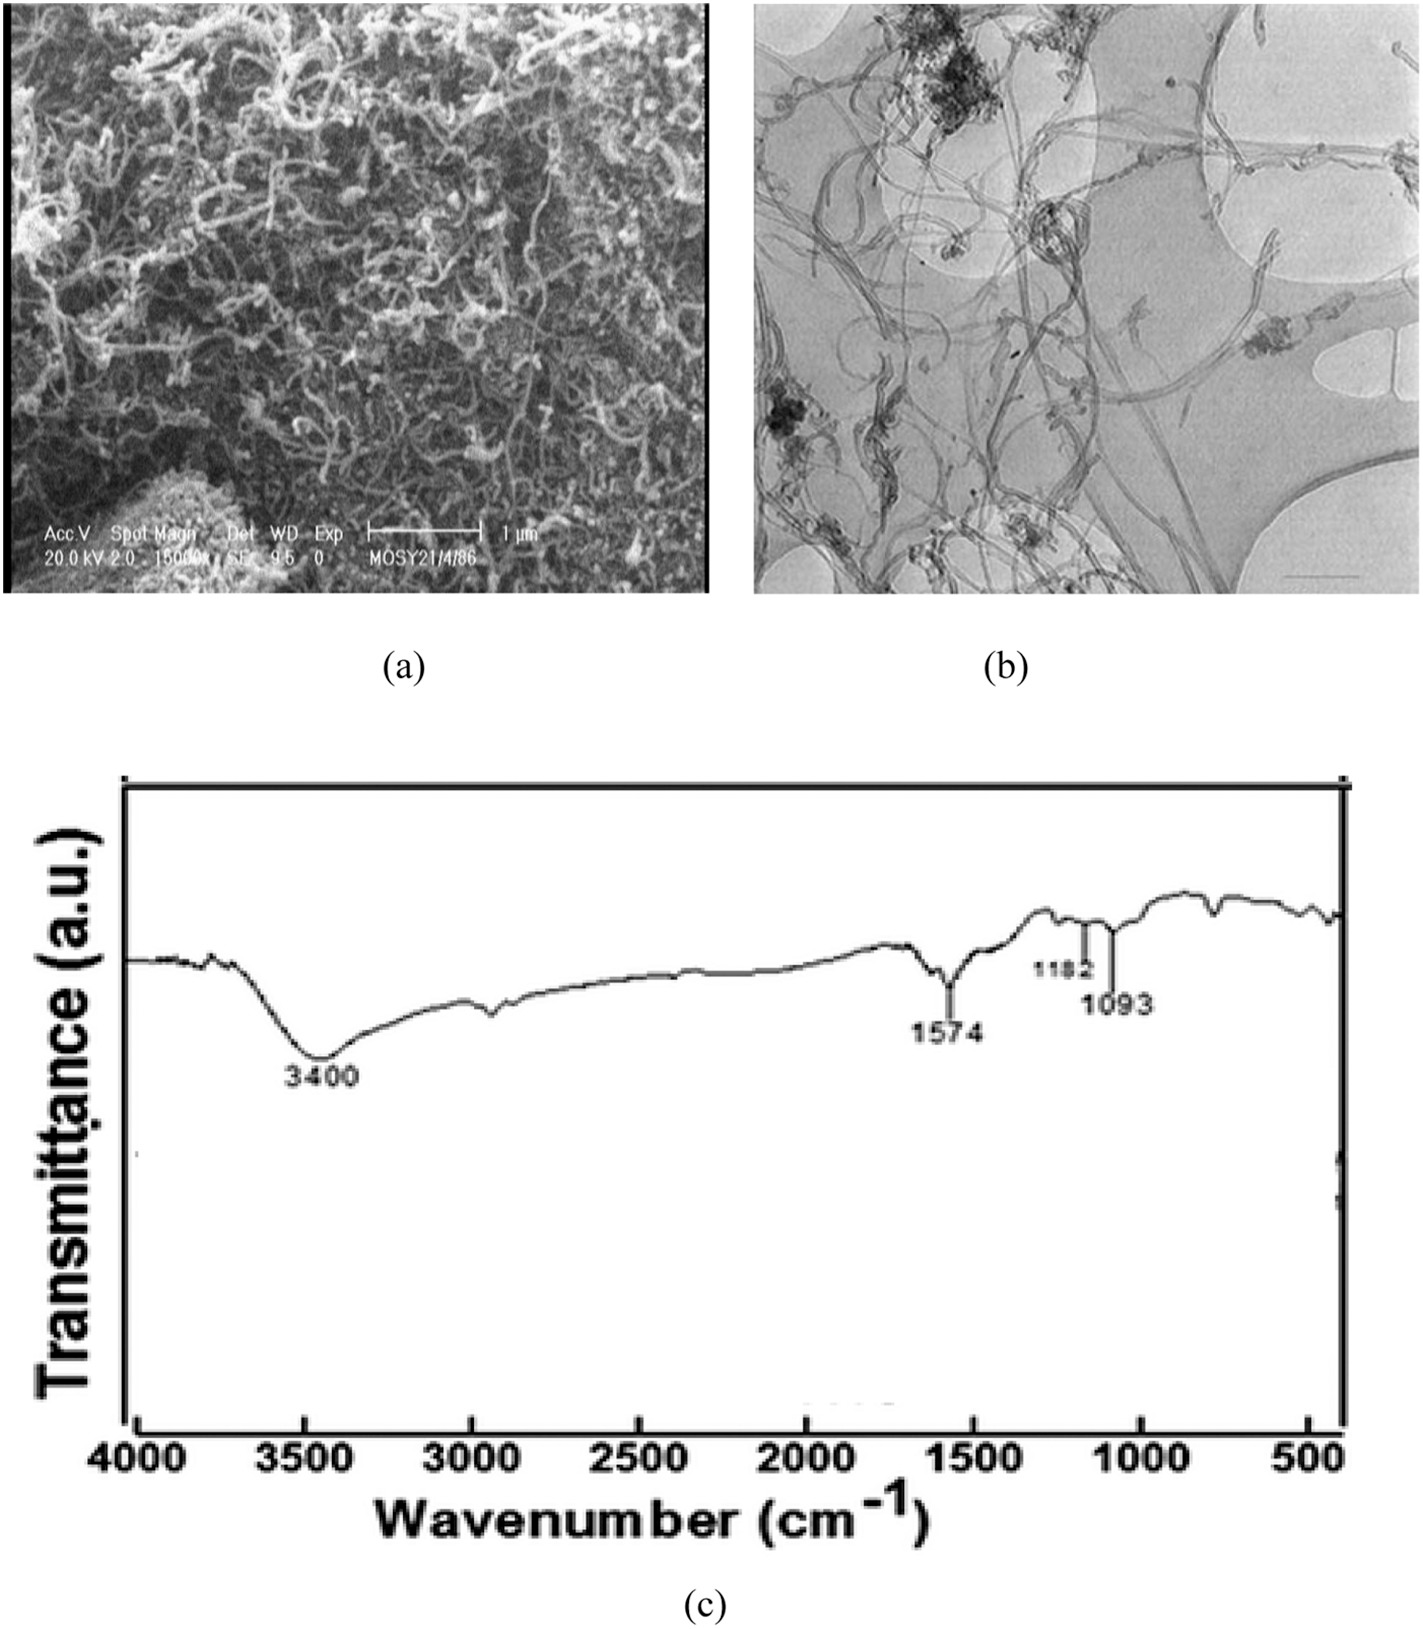 Acc.V Spot Magn Det WD Exp 1 µm
20.0 kV 2.0 15000x SE 9.5 0 MOSY21/4/86
(a)
(b)
Transmittance (a.u.)
3400
1574
1182
1093
4000 3500 3000 2500 2000 1500 1000 500
Wavenumber (cm-1)
(c)